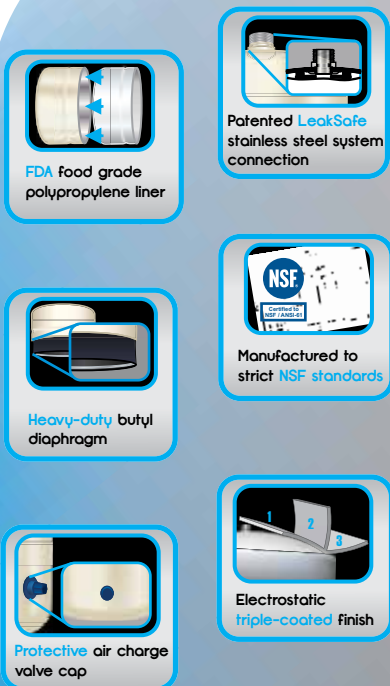 FDA food grade
polypropylene liner
Patented LeakSafe
stainless steel system
connection
Heavy-duty butyl
diaphragm
NSF
Certified to
NSF / ANSI-61
Manufactured to
strict NSF standards
Protective air charge
valve cap
1
2
3
Electrostatic
triple-coated finish